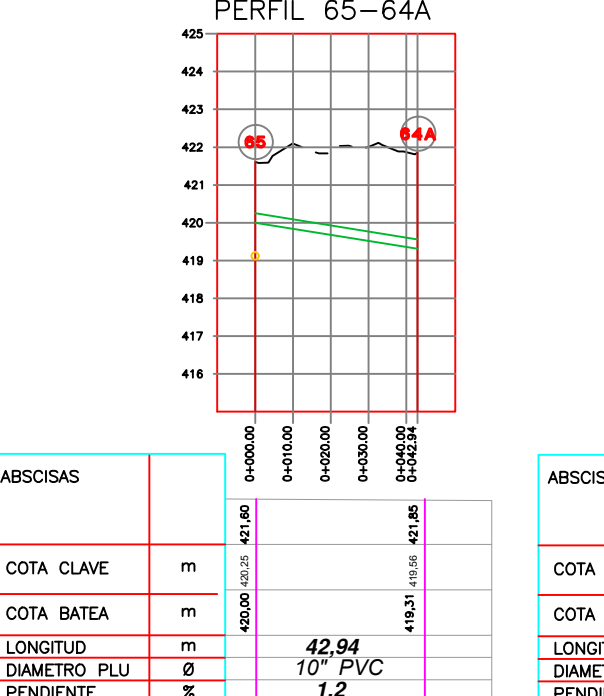 PERFIL 65-64A
425
424
423
422
421
420
419
418
417
416
65
64A
0+000.00
0+010.00
0+020.00
0+030.00
0+040.00
0+042.94
ABSCISAS
421,60
421,85
COTA CLAVE m 420,25 419,56
COTA BATEA m 420,00 419,31
LONGITUD m 42,94
DIAMETRO PLU Ø 10" PVC
PENDIENTE % 1,2
ABSCIS
COTA
COTA
LONGIT
DIAMET
PENDI